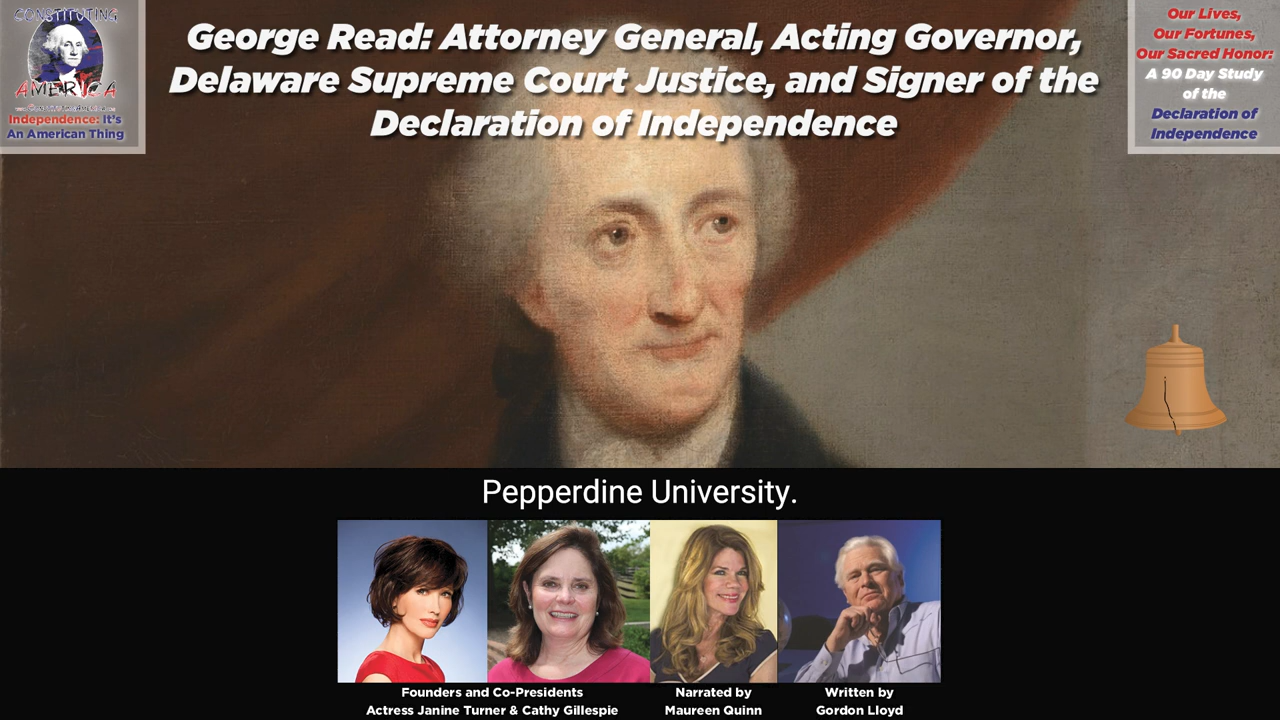 CONSTITUTING
AMERICA
Independence: It's
An American Thing
George Read: Attorney General, Acting Governor,
Delaware Supreme Court Justice, and Signer of the
Declaration of Independence
Our Lives,
Our Fortunes,
Our Sacred Honor:
A 90 Day Study
of the
Declaration of
Independence
Pepperdine University.
Founders and Co-Presidents
Actress Janine Turner & Cathy Gillespie
Narrated by
Maureen Quinn
Written by
Gordon Lloyd